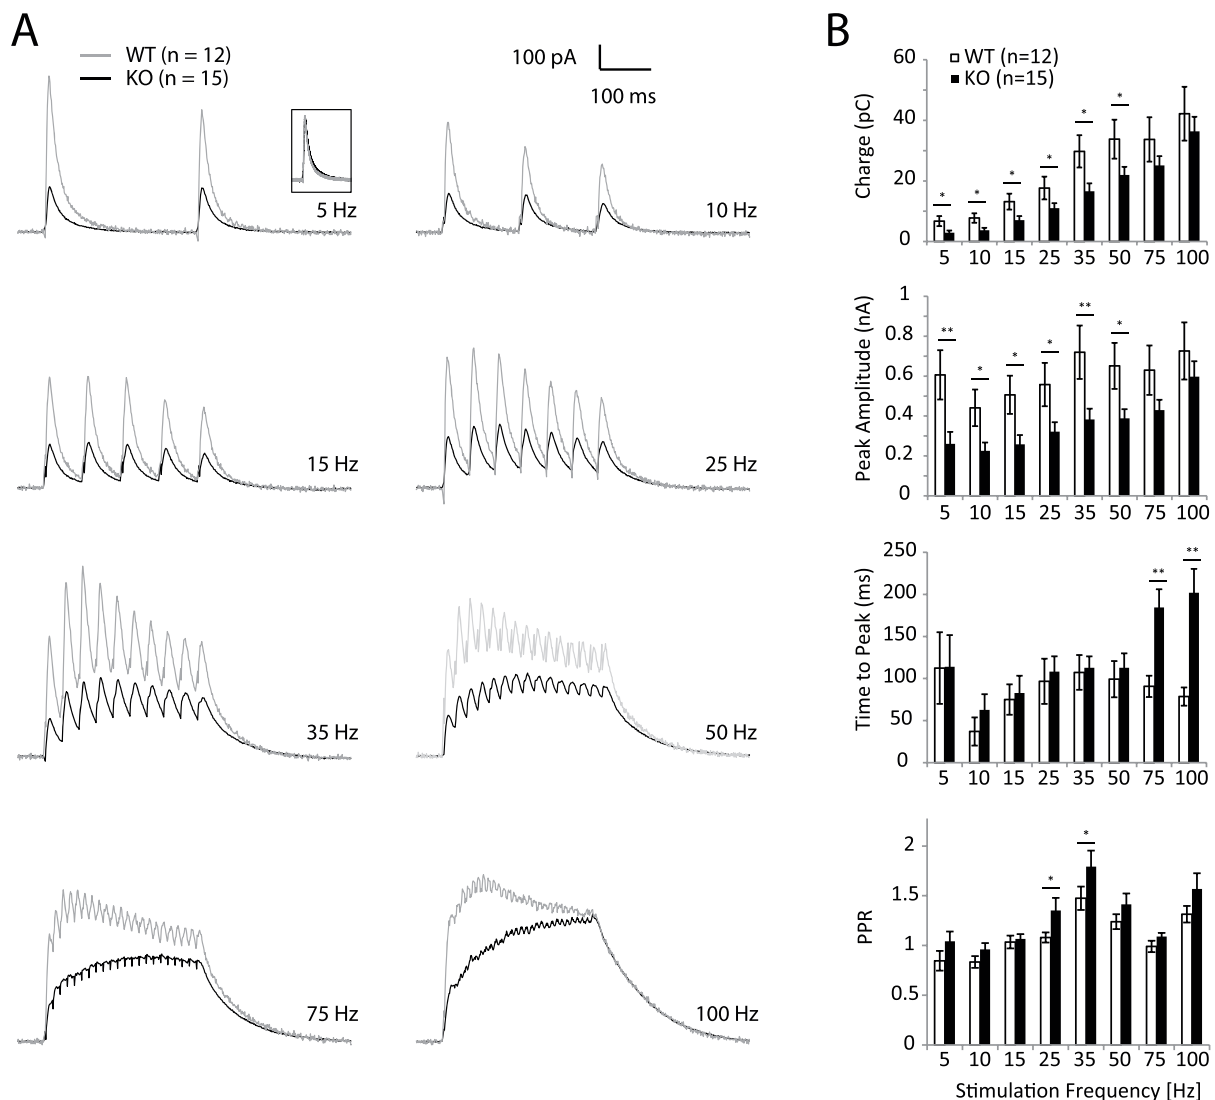 A
WT (n = 12)
KO (n = 15)
100 pA
100 ms
5 Hz
10 Hz
15 Hz
25 Hz
35 Hz
50 Hz
75 Hz
100 Hz
B
WT (n=12)
KO (n=15)
Charge (pC)
60
40
20
0
* * * * * *
5 10 15 25 35 50 75 100
Peak Amplitude (nA)
1
0.8
0.6
0.4
0.2
0
** * * * ** *
5 10 15 25 35 50 75 100
Time to Peak (ms)
250
200
150
100
50
0
** **
5 10 15 25 35 50 75 100
PPR
2
1.5
1
0.5
0
* *
5 10 15 25 35 50 75 100
Stimulation Frequency [Hz]